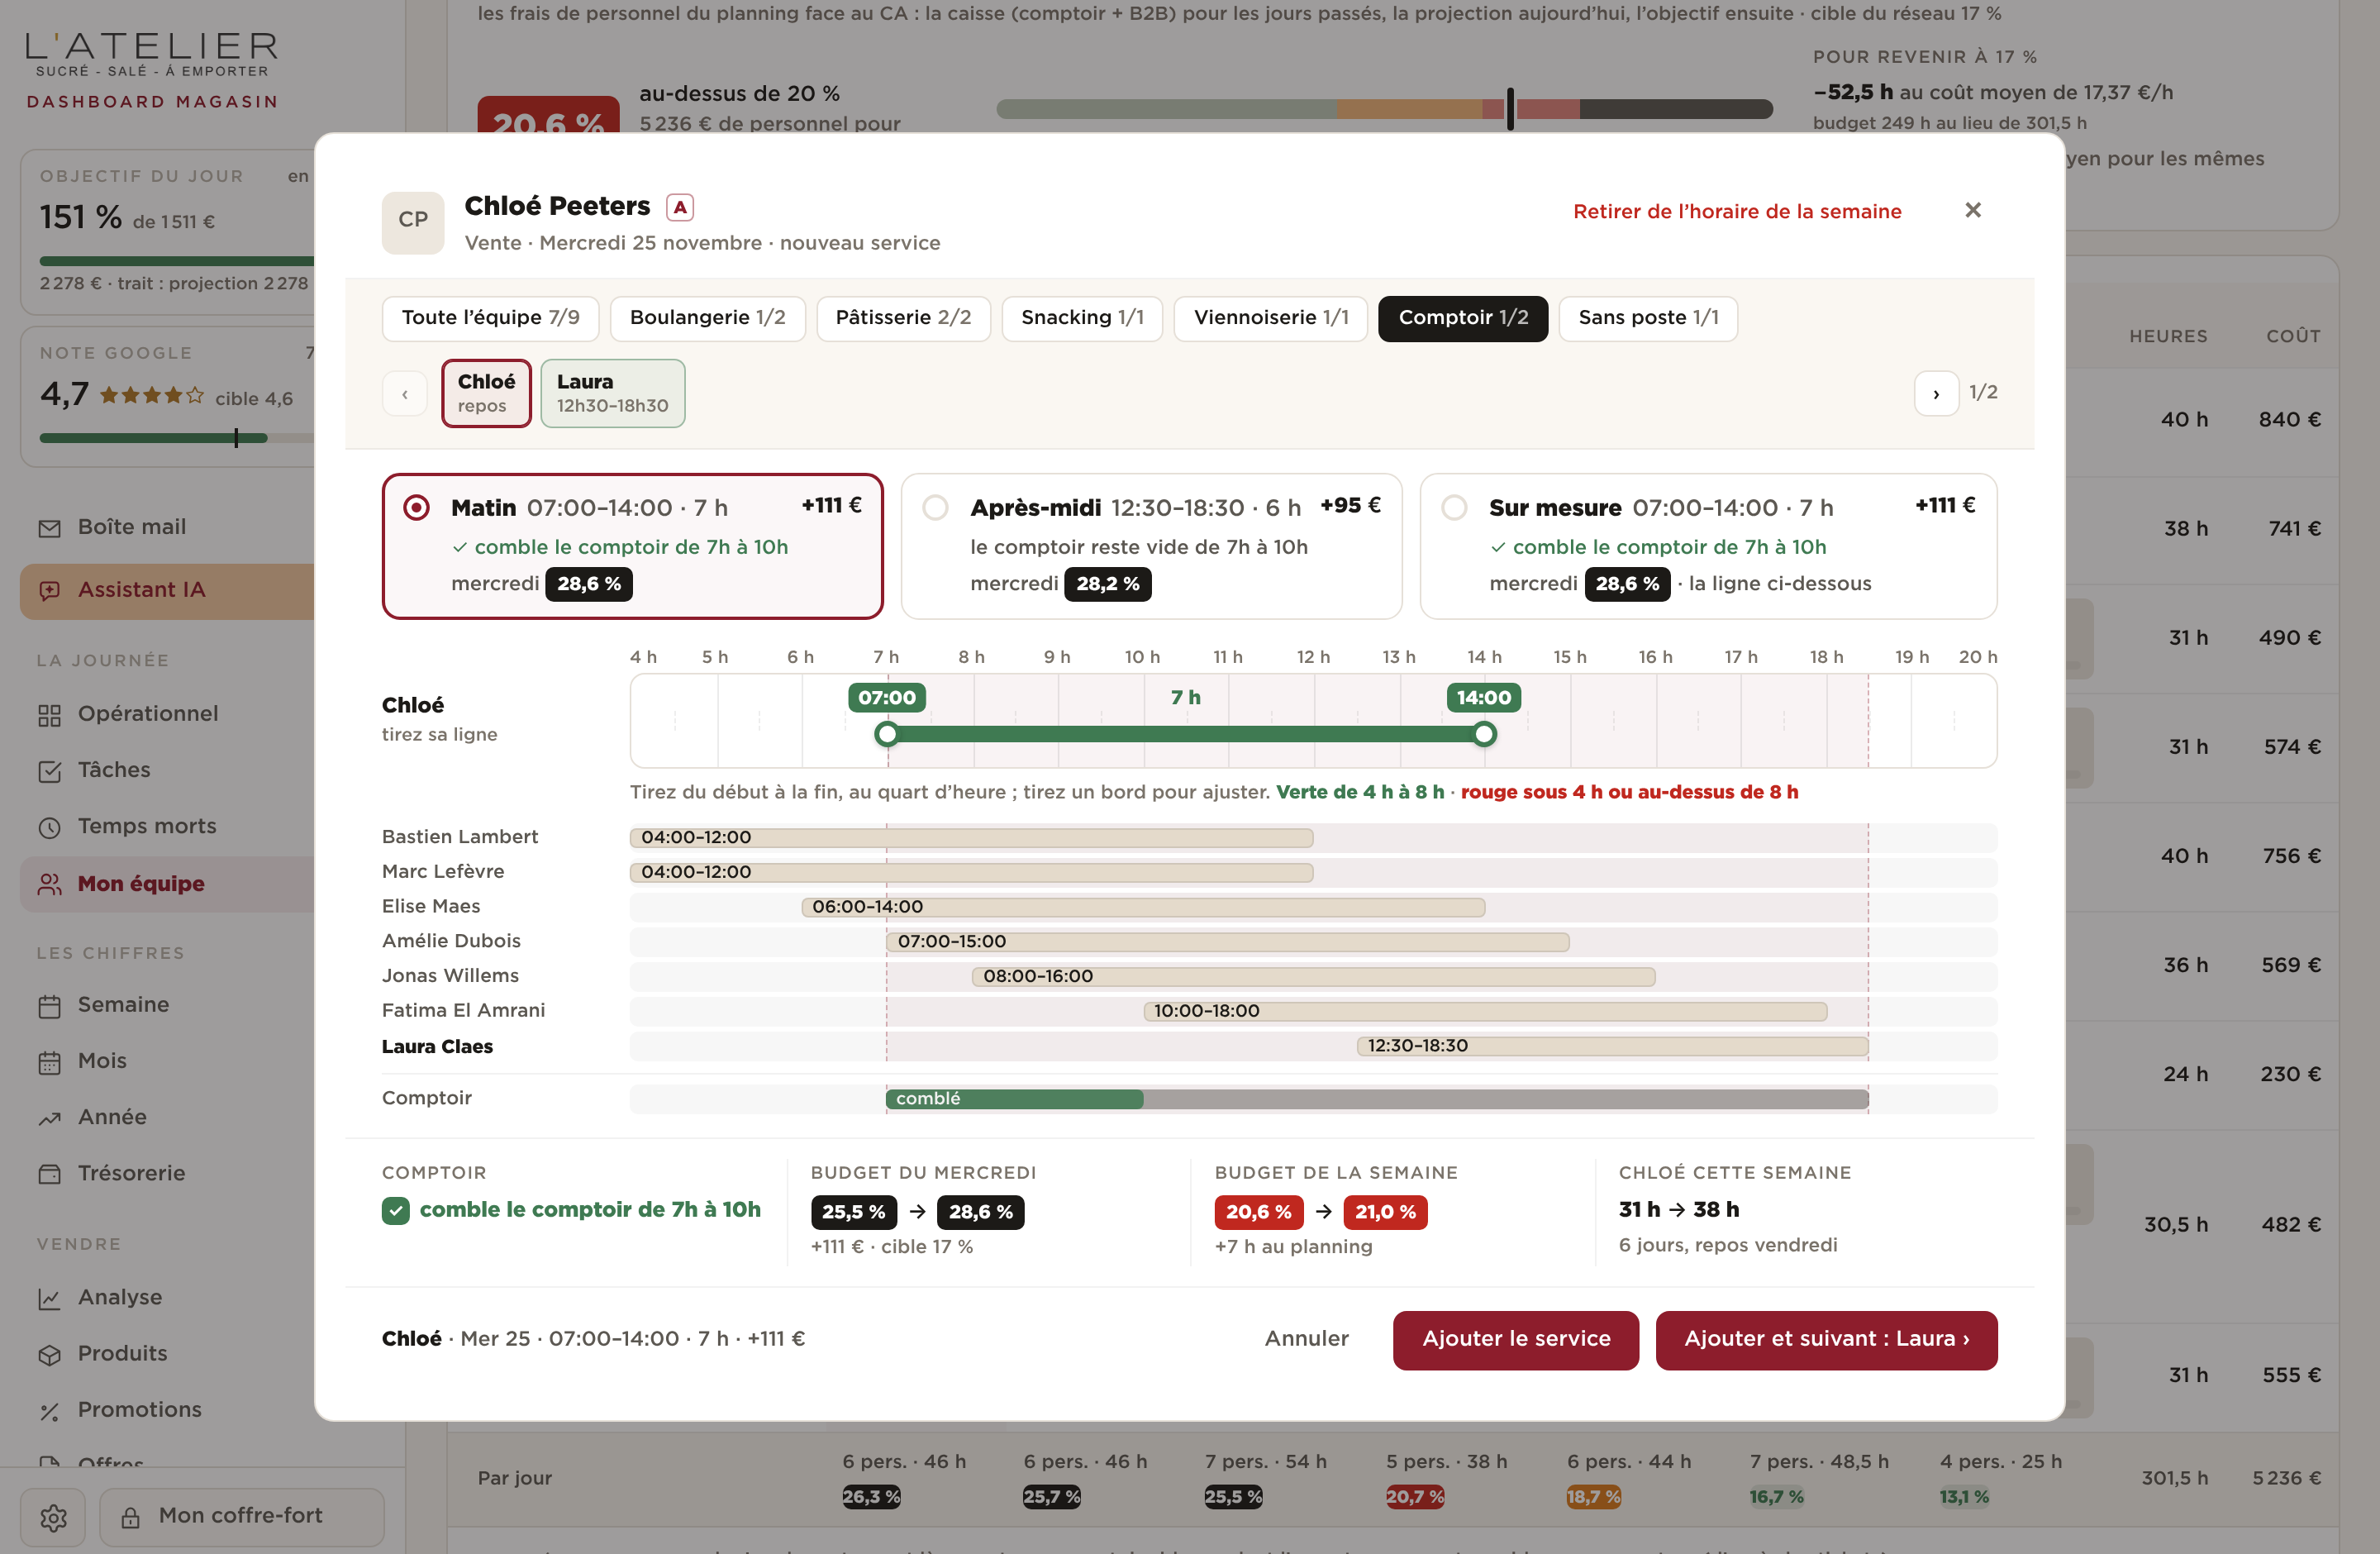 les frais de personnel du planning face au CA : la caisse (comptoir + B2B) pour les jours passés, la projection aujourd'hui, l'objectif ensuite · cible du réseau 17 %
L'ATELIER
SUCRÉ - SALÉ - Á EMPORTER
DASHBOARD MAGASIN
POUR REVENIR À 17 %
−52,5 h au coût moyen de 17,37 €/h
budget 249 h au lieu de 301,5 h
yen pour les mêmes
20,6 %
au-dessus de 20 %
5 236 € de personnel pour
OBJECTIF DU JOUR en
151 % de 1 511 €
2 278 € · trait : projection 2 278
NOTE GOOGLE 7
4,7 cible 4,6
Boîte mail
Assistant IA
LA JOURNÉE
Opérationnel
Tâches
Temps morts
Mon équipe
LES CHIFFRES
Semaine
Mois
Année
Trésorerie
VENDRE
Analyse
Produits
Promotions
Offres
Mon coffre-fort
CP
Chloé Peeters A
Vente · Mercredi 25 novembre · nouveau service
Retirer de l'horaire de la semaine ×
Toute l'équipe 7/9
Boulangerie 1/2
Pâtisserie 2/2
Snacking 1/1
Viennoiserie 1/1
Comptoir 1/2
Sans poste 1/1
‹
Chloé
repos
Laura
12h30–18h30
› 1/2
Matin 07:00–14:00 · 7 h +111 €
✓ comble le comptoir de 7h à 10h
mercredi 28,6 %
Après-midi 12:30–18:30 · 6 h +95 €
le comptoir reste vide de 7h à 10h
mercredi 28,2 %
Sur mesure 07:00–14:00 · 7 h +111 €
✓ comble le comptoir de 7h à 10h
mercredi 28,6 % · la ligne ci-dessous
4 h 5 h 6 h 7 h 8 h 9 h 10 h 11 h 12 h 13 h 14 h 15 h 16 h 17 h 18 h 19 h 20 h
Chloé
tirez sa ligne
07:00 7 h 14:00
Tirez du début à la fin, au quart d'heure ; tirez un bord pour ajuster. Verte de 4 h à 8 h · rouge sous 4 h ou au-dessus de 8 h
Bastien Lambert 04:00–12:00
Marc Lefèvre 04:00–12:00
Elise Maes 06:00–14:00
Amélie Dubois 07:00–15:00
Jonas Willems 08:00–16:00
Fatima El Amrani 10:00–18:00
Laura Claes 12:30–18:30
Comptoir comblé
COMPTOIR
comble le comptoir de 7h à 10h
BUDGET DU MERCREDI
25,5 % → 28,6 %
+111 € · cible 17 %
BUDGET DE LA SEMAINE
20,6 % → 21,0 %
+7 h au planning
CHLOÉ CETTE SEMAINE
31 h → 38 h
6 jours, repos vendredi
Chloé · Mer 25 · 07:00–14:00 · 7 h · +111 €
Annuler
Ajouter le service
Ajouter et suivant : Laura ›
HEURES COÛT
40 h 840 €
38 h 741 €
31 h 490 €
31 h 574 €
40 h 756 €
36 h 569 €
24 h 230 €
30,5 h 482 €
31 h 555 €
Par jour
6 pers. · 46 h
26,3 %
6 pers. · 46 h
25,7 %
7 pers. · 54 h
25,5 %
5 pers. · 38 h
20,7 %
6 pers. · 44 h
18,7 %
7 pers. · 48,5 h
16,7 %
4 pers. · 25 h
13,1 %
301,5 h 5 236 €